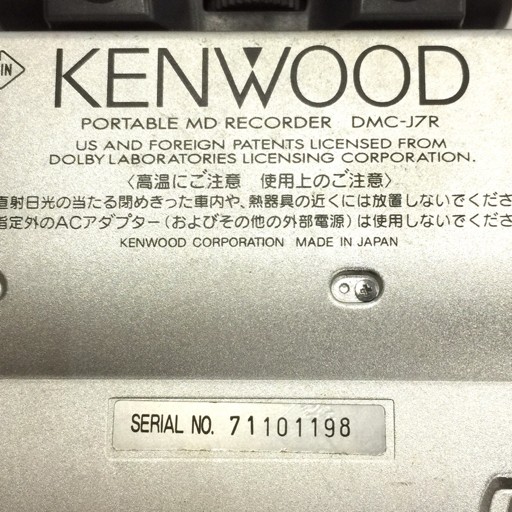 IN
KENWOOD
PORTABLE MD RECORDER DMC-J7R
US AND FOREIGN PATENTS LICENSED FROM
DOLBY LABORATORIES LICENSING CORPORATION.
〈高温にご注意 使用上のご注意〉
直射日光の当たる閉めきった車内や、熱器具の近くには放置しないでくださ
指定外のACアダプター(およびその他の外部電源)は使用しないでくださ
KENWOOD CORPORATION MADE IN JAPAN
SERIAL NO. 71101198